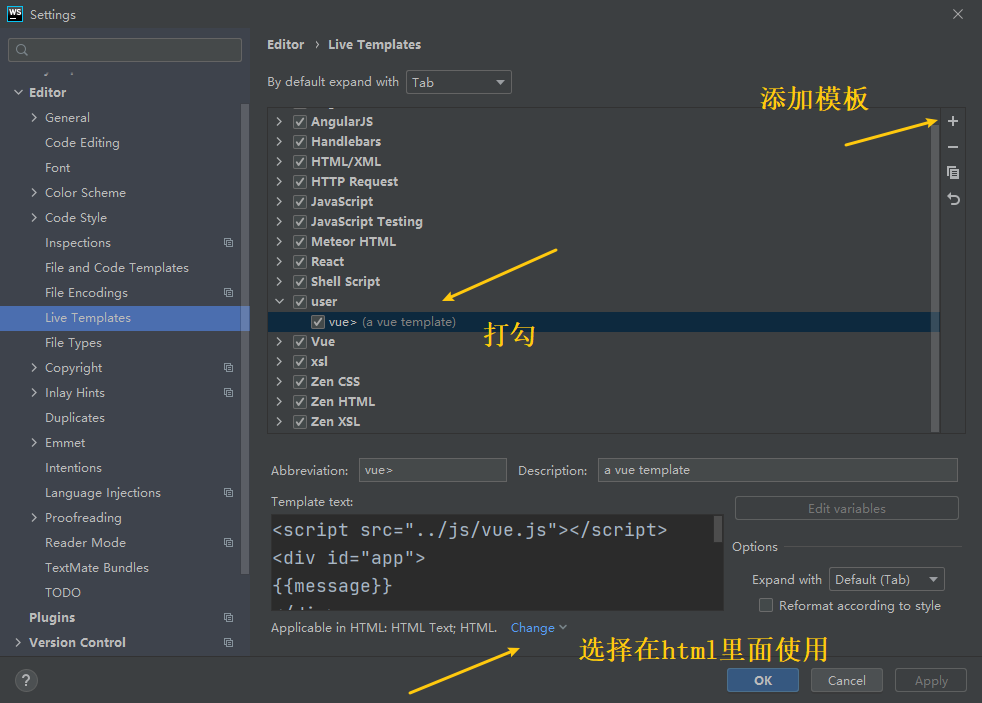 WS Settings
Editor
General
Code Editing
Font
Color Scheme
Code Style
Inspections
File and Code Templates
File Encodings
Live Templates
File Types
Copyright
Inlay Hints
Duplicates
Emmet
Intentions
Language Injections
Proofreading
Reader Mode
TextMate Bundles
TODO
Plugins
Version Control
?
Editor › Live Templates
By default expand with Tab
添加模板
AngularJS
Handlebars
HTML/XML
HTTP Request
JavaScript
JavaScript Testing
Meteor HTML
React
Shell Script
user
vue> (a vue template)
打勾
Vue
xsl
Zen CSS
Zen HTML
Zen XSL
Abbreviation: vue> Description: a vue template
Template text:
<script src="../js/vue.js"></script>
<div id="app">
{{message}}
Edit variables
Options
Expand with Default (Tab)
Reformat according to style
Applicable in HTML: HTML Text; HTML. Change
选择在html里面使用
OK Cancel Apply